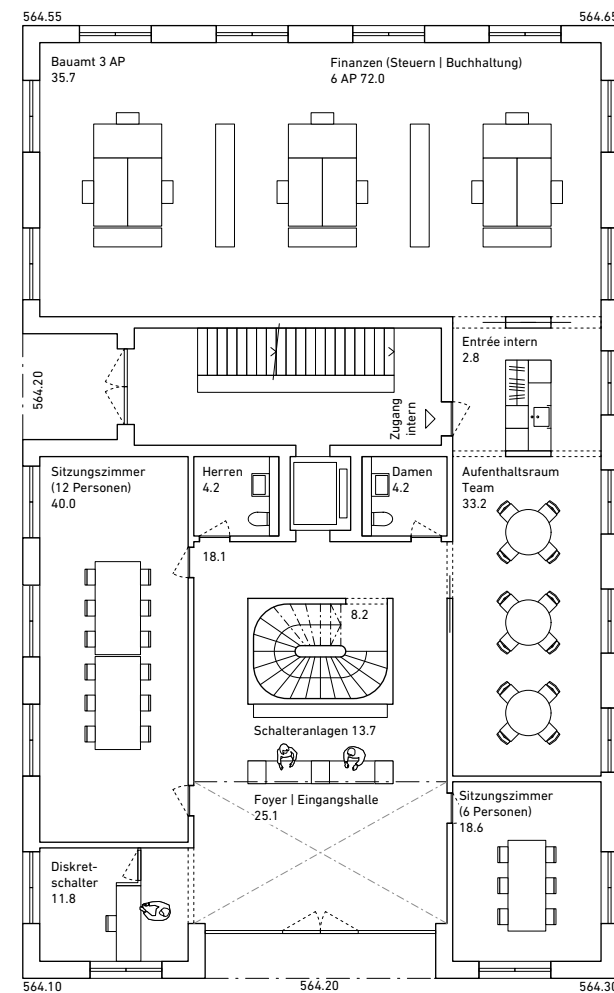 564.55
564.65
Bauamt 3 AP
35.7
Finanzen (Steuern | Buchhaltung)
6 AP 72.0
Entrée intern
2.8
564.20
Zugang
intern
Sitzungszimmer
(12 Personen)
40.0
Herren
4.2
Damen
4.2
Aufenthaltsraum
Team
33.2
18.1
8.2
Schalteranlagen 13.7
Foyer | Eingangshalle
25.1
Sitzungszimmer
(6 Personen)
18.6
Diskret-
schalter
11.8
564.10
564.20
564.30